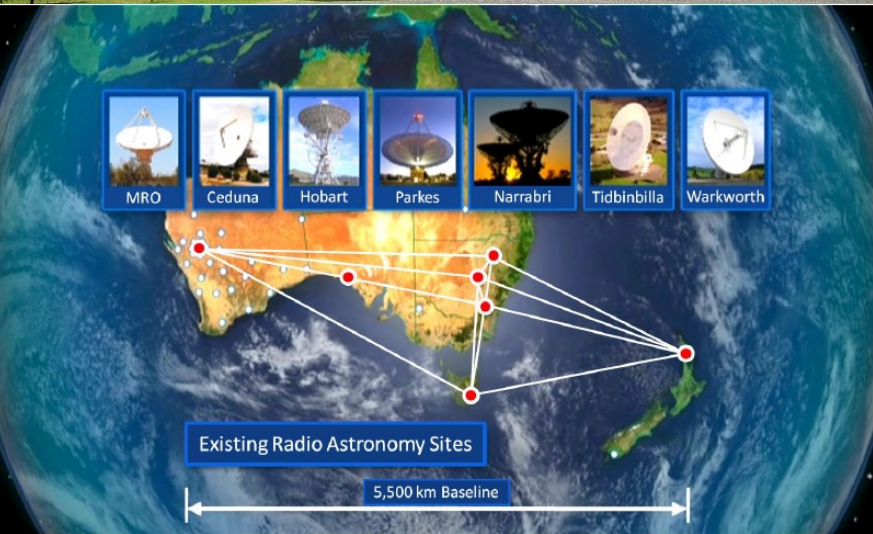 MRO
Ceduna
Hobart
Parkes
Narrabri
Tidbinbilla
Warkworth
Existing Radio Astronomy Sites
5,500 km Baseline